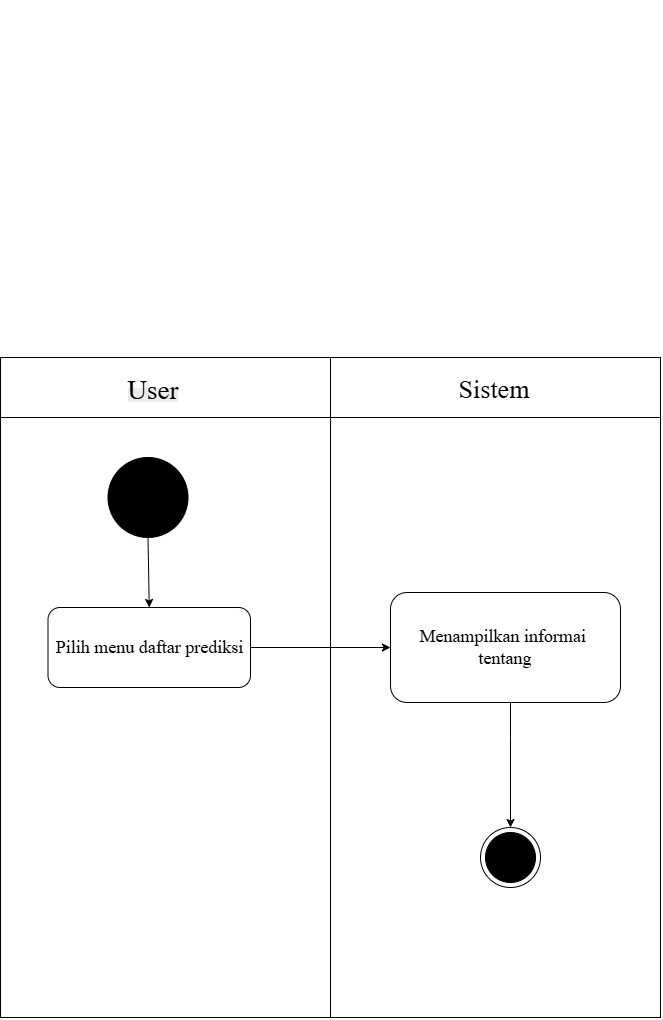 User
Sistem
Pilih menu daftar prediksi
Menampilkan informai
tentang